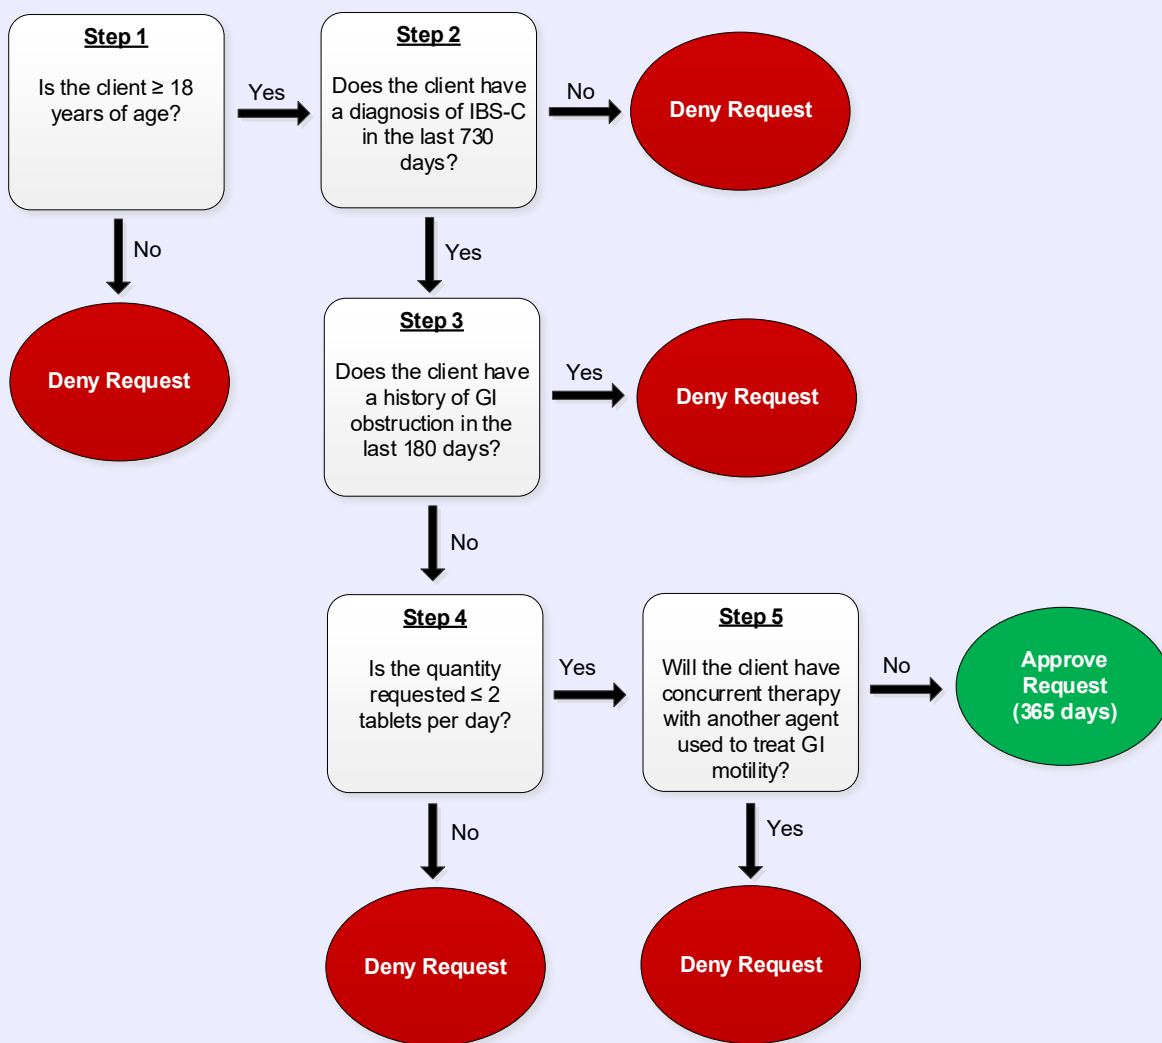 Step 1
Is the client ≥ 18
years of age?
Yes
Step 2
Does the client have
a diagnosis of IBS-C
in the last 730
days?
No
Deny Request
No
Deny Request
Yes
Step 3
Does the client have
a history of GI
obstruction in the
last 180 days?
Yes
Deny Request
No
Step 4
Is the quantity
requested ≤ 2
tablets per day?
Yes
Step 5
Will the client have
concurrent therapy
with another agent
used to treat GI
motility?
No
Approve
Request
(365 days)
No
Deny Request
Yes
Deny Request